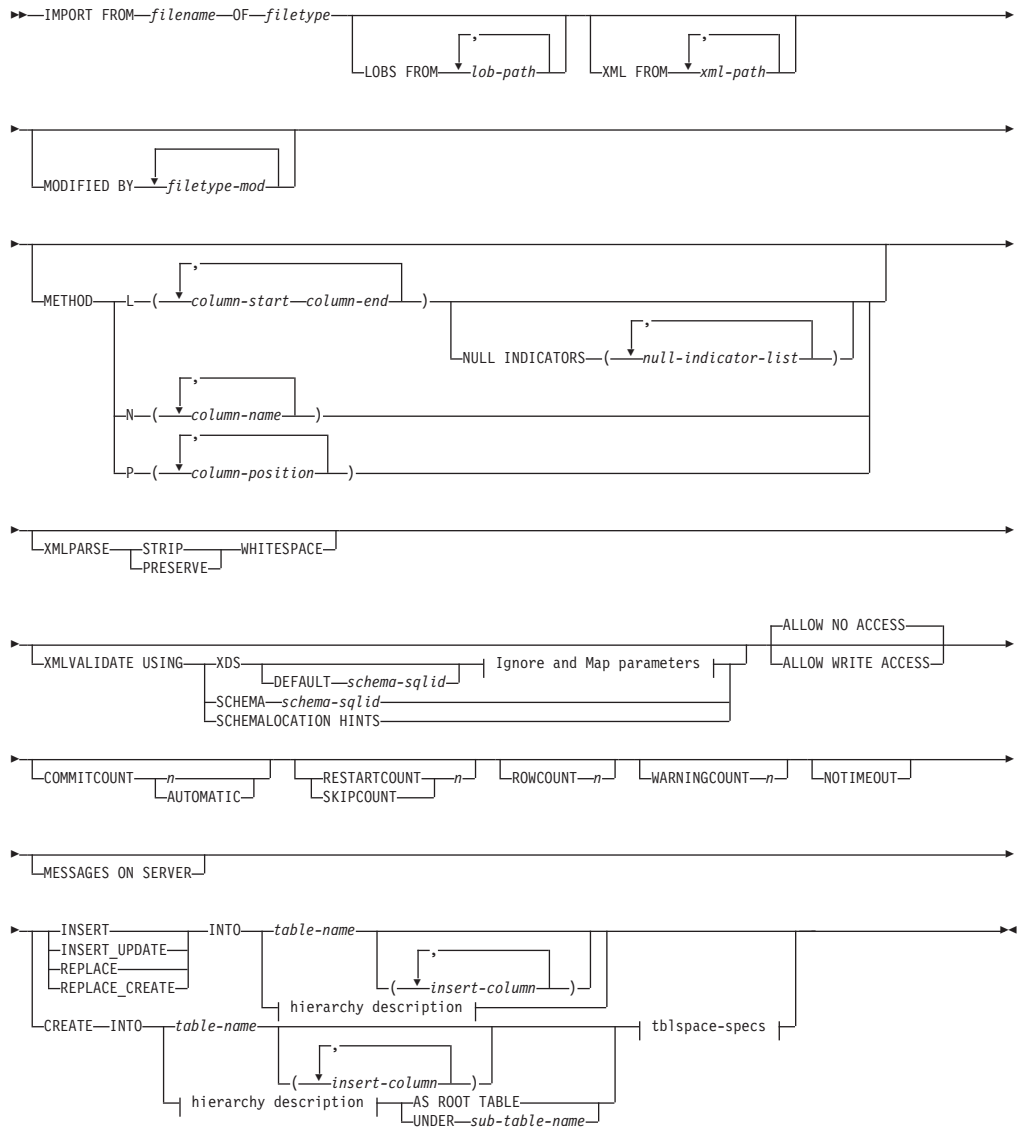 IMPORT FROM filename OF filetype
,
,
LOBS FROM lob-path XML FROM xml-path
MODIFIED BY filetype-mod
,
METHOD L ( column-start column-end )
,
NULL INDICATORS ( null-indicator-list )
,
N ( column-name )
,
P ( column-position )
XMLPARSE STRIP WHITESPACE
PRESERVE
ALLOW NO ACCESS
XMLVALIDATE USING XDS Ignore and Map parameters ALLOW WRITE ACCESS
DEFAULT schema-sqlid
SCHEMA schema-sqlid
SCHEMALOCATION HINTS
COMMITCOUNT n RESTARTCOUNT n ROWCOUNT n WARNINGCOUNT n NOTIMEOUT
AUTOMATIC SKIPCOUNT
MESSAGES ON SERVER
INSERT INTO table-name
INSERT_UPDATE ,
REPLACE
REPLACE_CREATE ( insert-column )
hierarchy description
CREATE INTO table-name tblspace-specs
,
( insert-column )
hierarchy description AS ROOT TABLE
UNDER sub-table-name